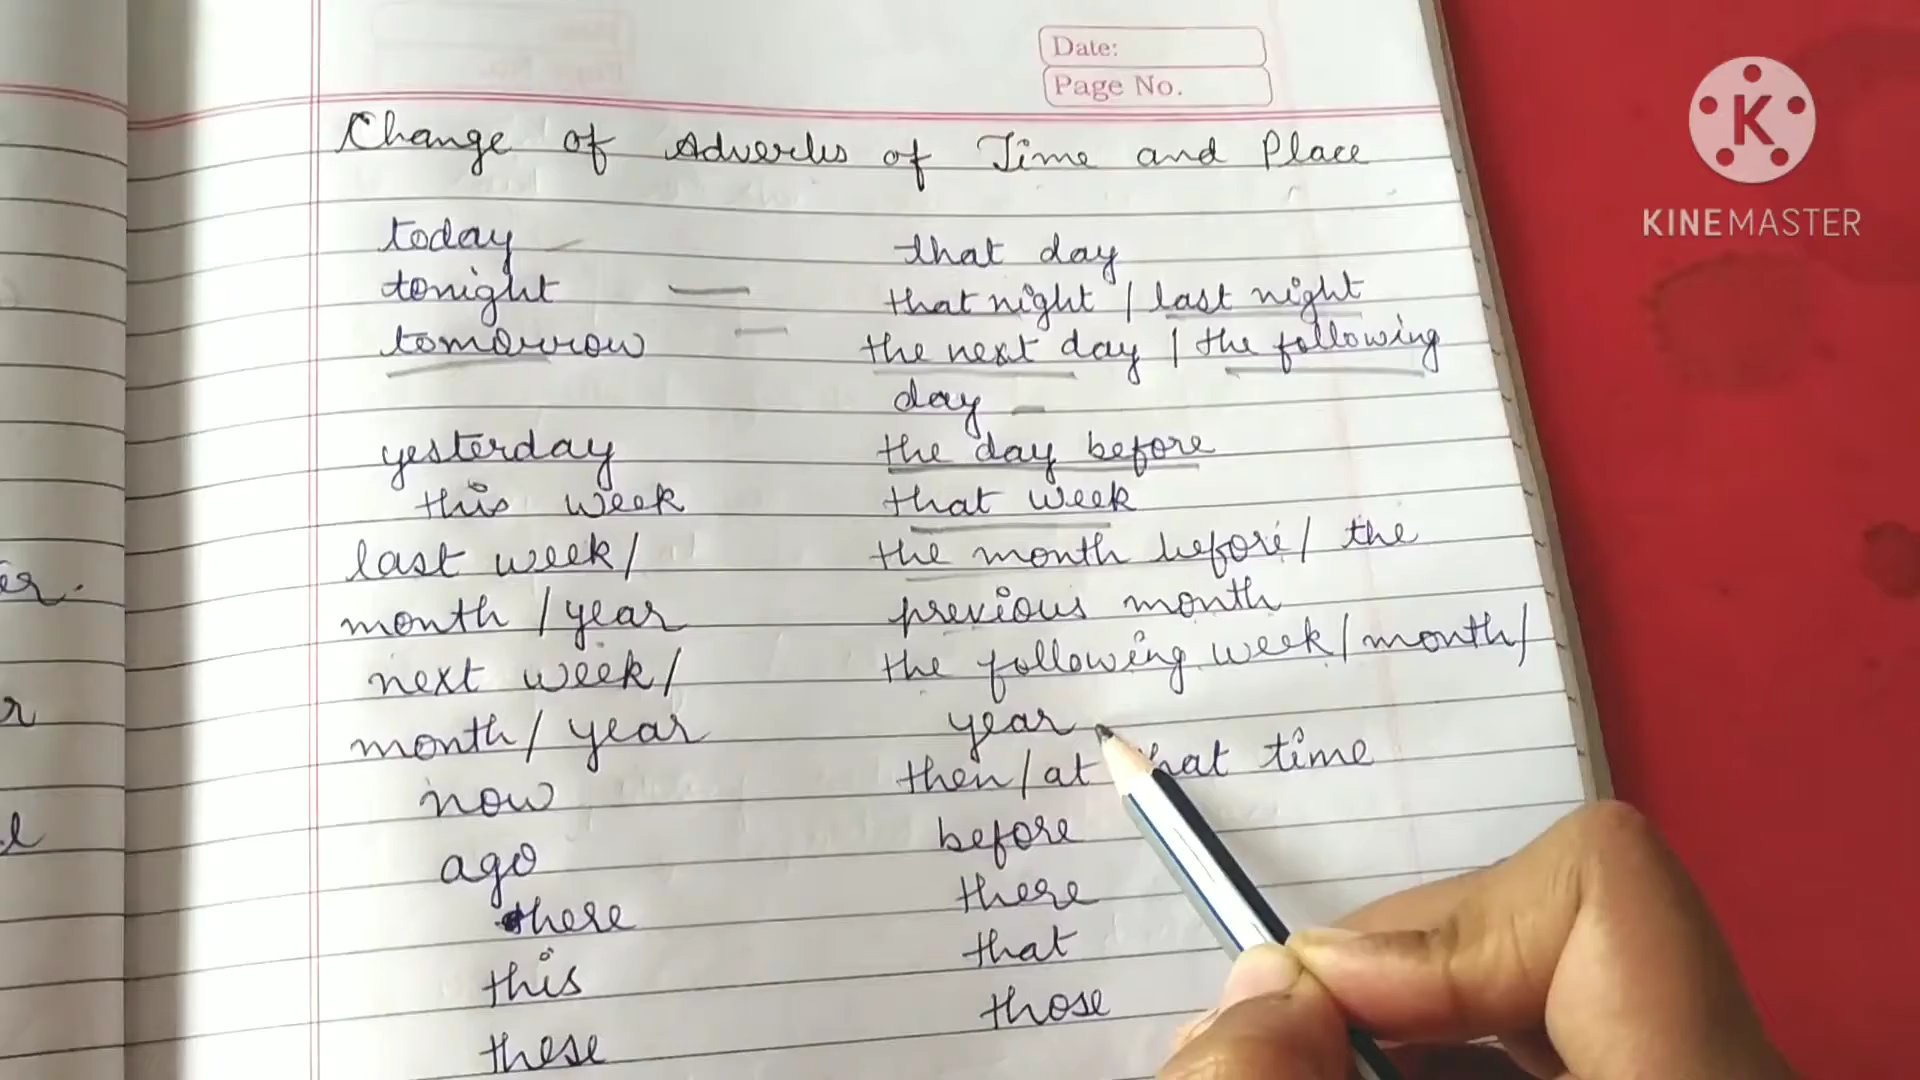 Date:
Page No.
K
KINEMASTER
Change of Adverbs of Time and Place
today that day
tonight — that night / last night
tomorrow — the next day / the following
day -
yesterday the day before
this week that week
last week/ the month before/ the
month / year previous month
next week/ the following week/month/
month/ year year
now then/at that time
ago before
here there
this that
these those
er.
r